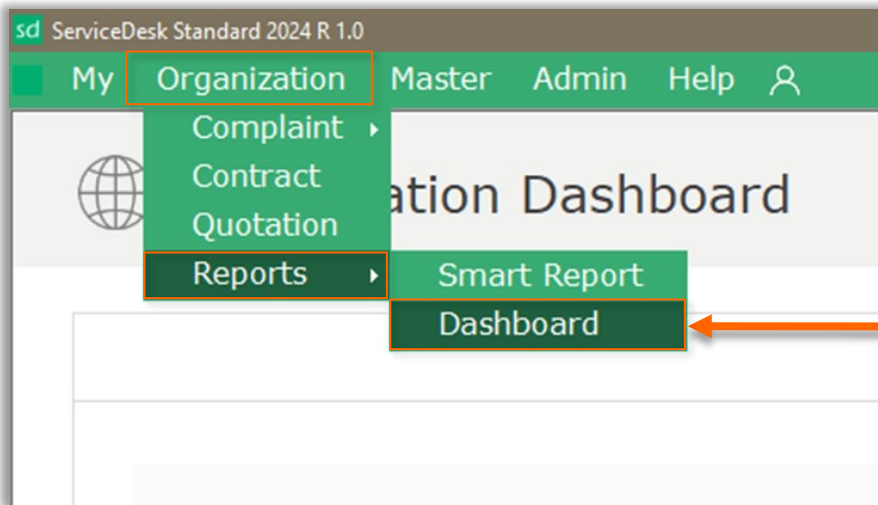 sd ServiceDesk Standard 2024 R 1.0
My Organization Master Admin Help
Complaint
Contract
ation Dashboard
Quotation
Reports
Smart Report
Dashboard